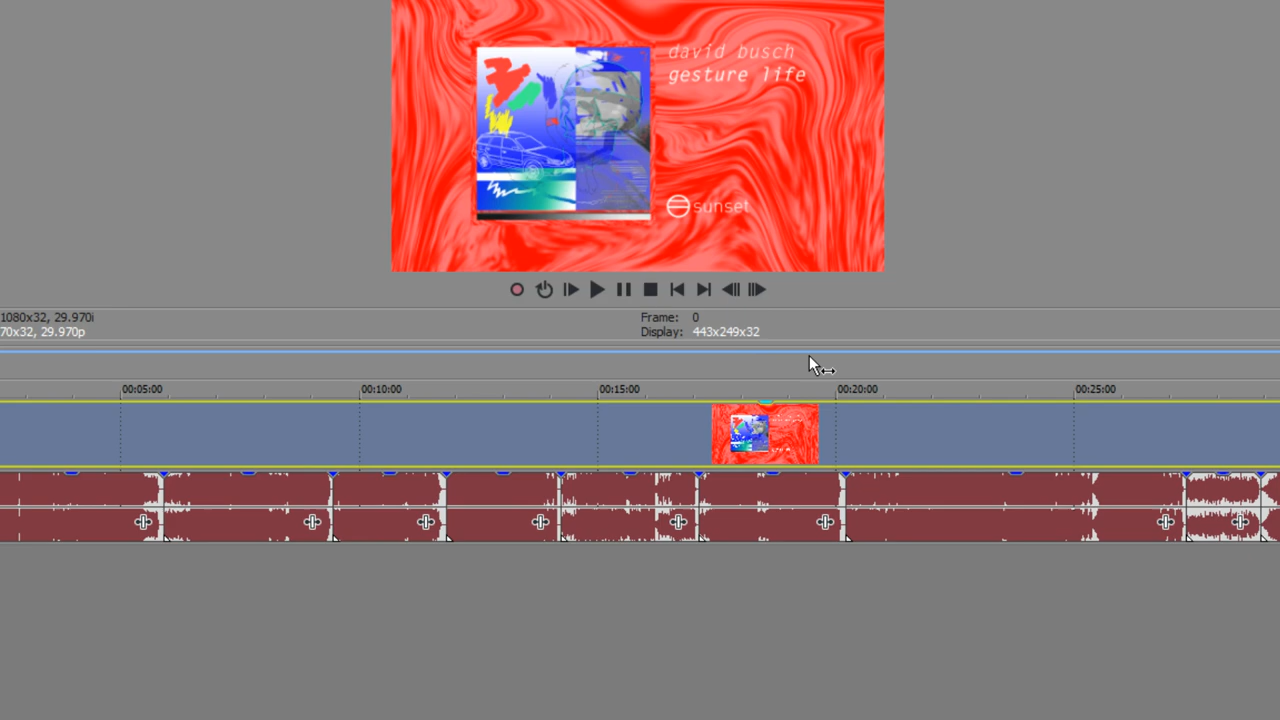 david busch
gesture life
sunset
1080x32, 29.970i
70x32, 29.970p
Frame: 0
Display: 443x249x32
00:05:00
00:10:00
00:15:00
00:20:00
00:25:00